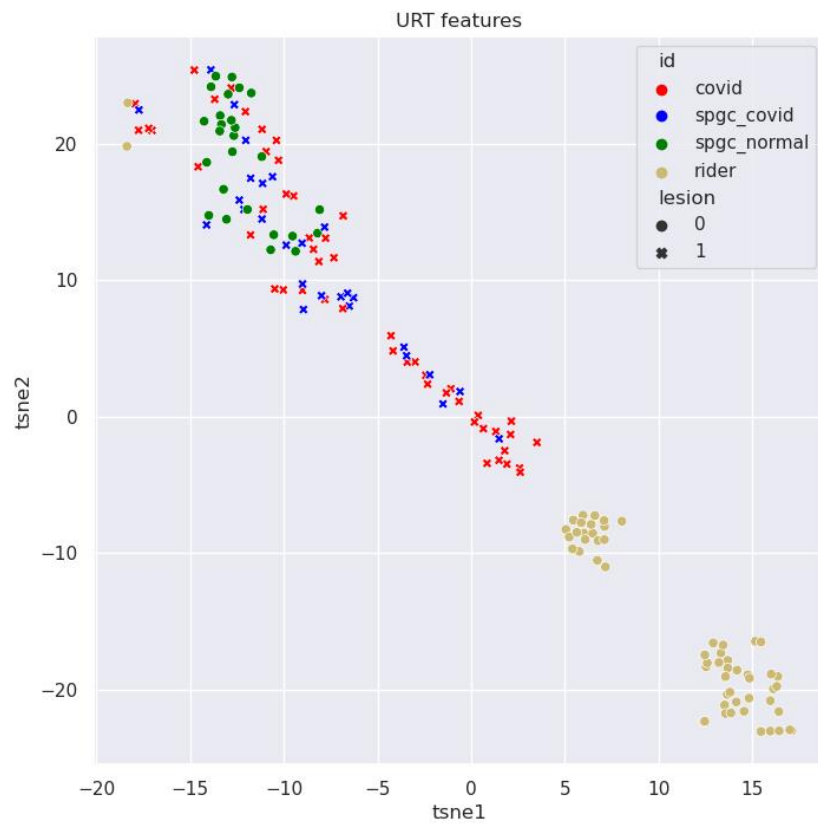 URT features
id
covid
spgc_covid
spgc_normal
rider
lesion
0
1
20
10
0
−10
−20
tsne2
−20 −15 −10 −5 0 5 10 15
tsne1